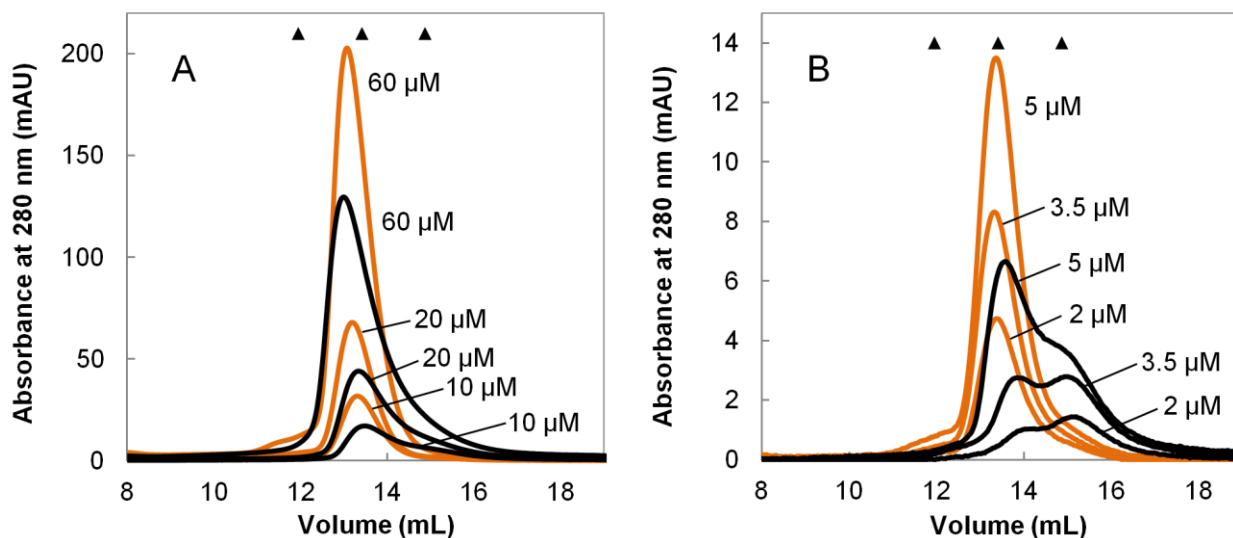 A
Absorbance at 280 nm (mAU)
200
150
100
50
0
60 µM
60 µM
20 µM
20 µM
10 µM
10 µM
8 10 12 14 16 18
Volume (mL)
B
Absorbance at 280 nm (mAU)
14
12
10
8
6
4
2
0
5 µM
3.5 µM
5 µM
2 µM
3.5 µM
2 µM
8 10 12 14 16 18
Volume (mL)